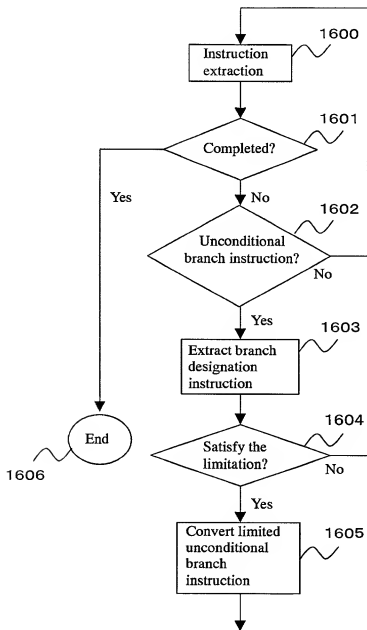 1600
Instruction
extraction
1601
Completed?
Yes
No
1602
Unconditional
branch instruction?
No
Yes
1603
Extract branch
designation
instruction
1604
End
Satisfy the
limitation?
1606
No
Yes
1605
Convert limited
unconditional
branch
instruction